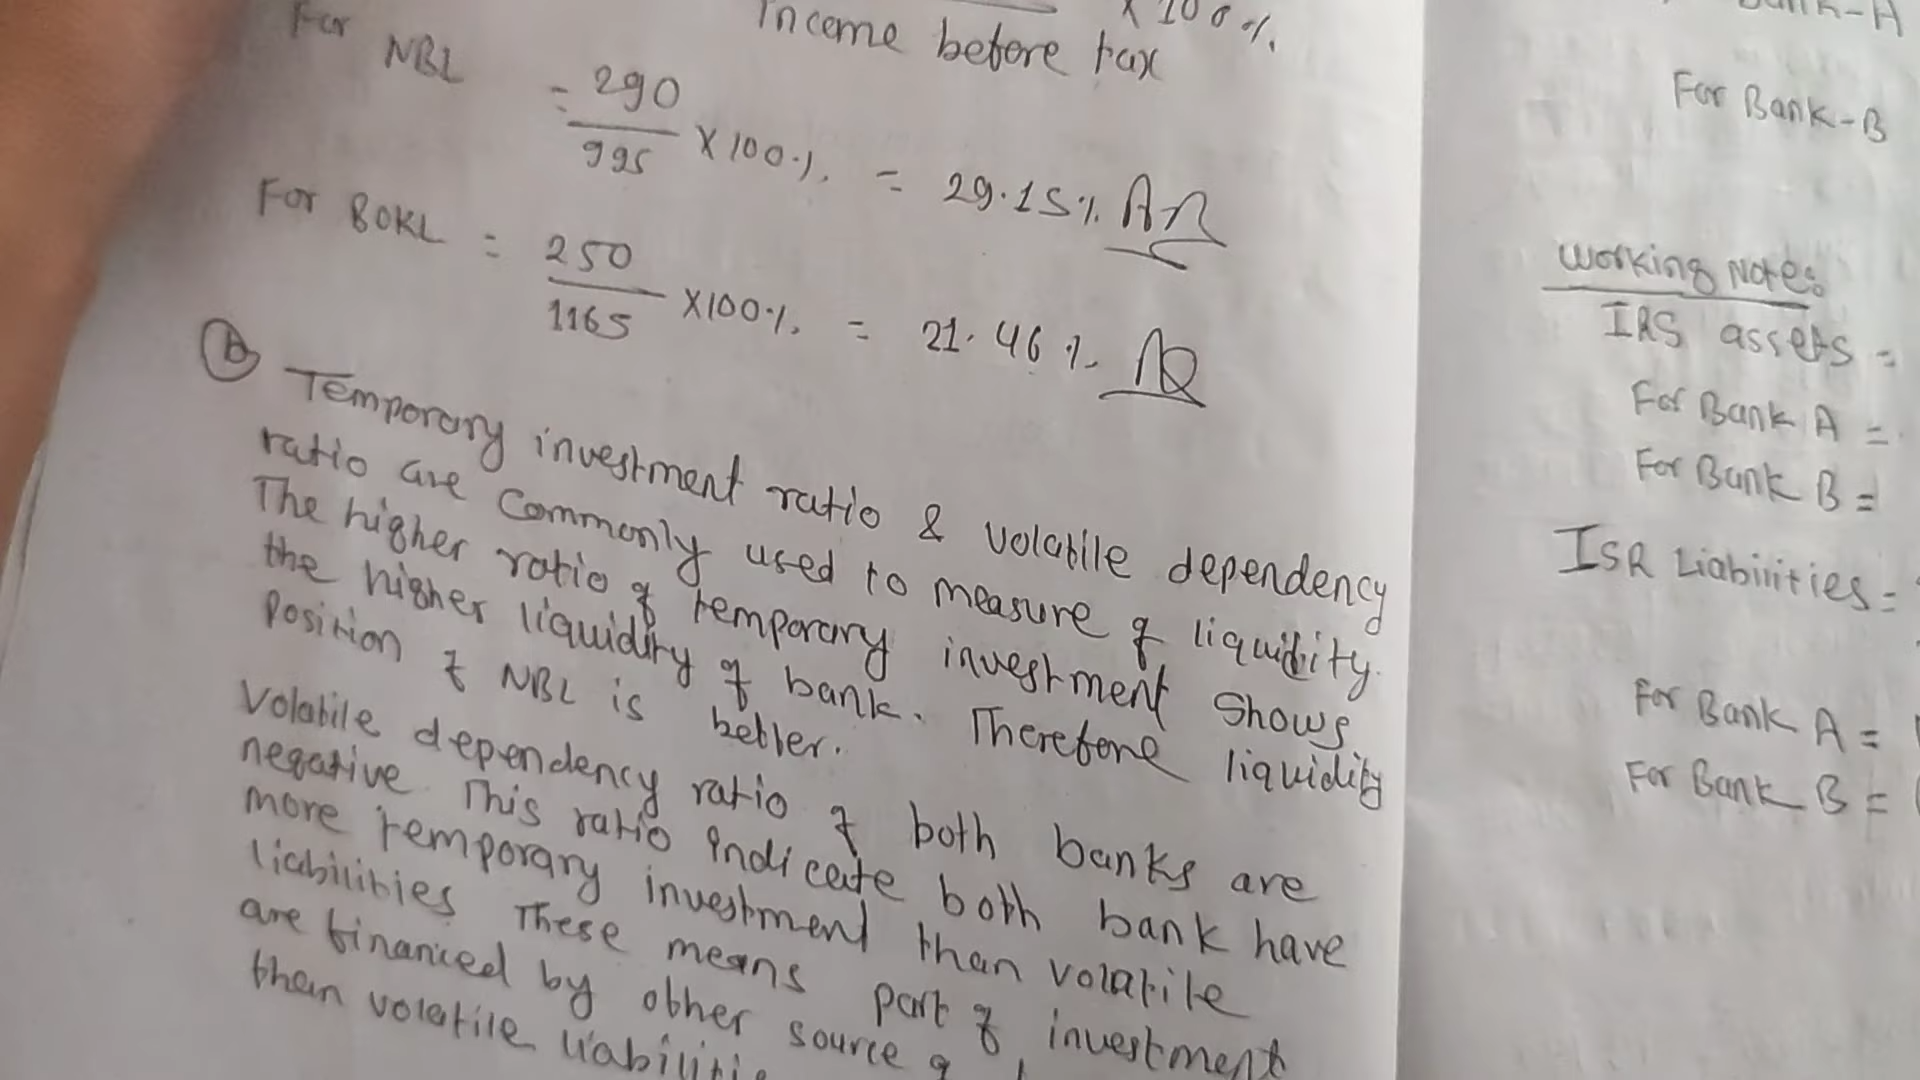 Income before tax × 100%
For NBL = 290/995 × 100%. = 29.15%.
For BOKL = 250/1165 × 100%. = 21.46%
(b) Temporary investment ratio & volatile dependency
ratio are commonly used to measure of liquidity.
The higher ratio of temporary investment shows
the higher liquidity of bank. Therefore liquidity
position of NBL is better.
Volatile dependency ratio of both banks are
negative. This ratio indicate both bank have
more temporary investment than volatile
liabilities These means part of investment
are financed by other source
than volatile
Bank-A
For Bank-B
Working Notes
IRS assets =
For Bank A =
For Bank B =
ISR Liabilities =
For Bank A =
For Bank B =